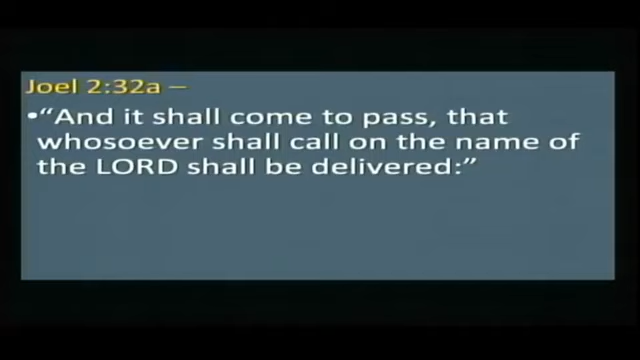 Joel 2:32a –
•“And it shall come to pass, that
whosoever shall call on the name of
the LORD shall be delivered:”